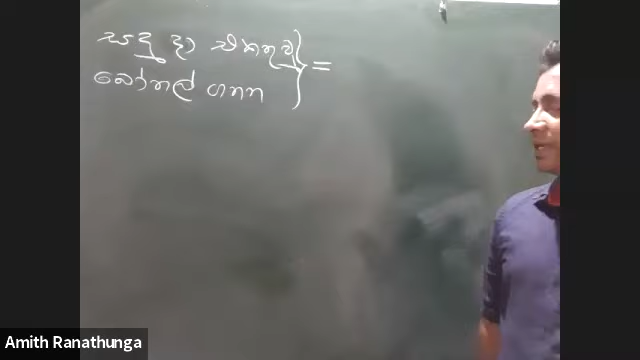 සඳු දා එකතු වූ } =
බෝතල් ගනන
Amith Ranathunga